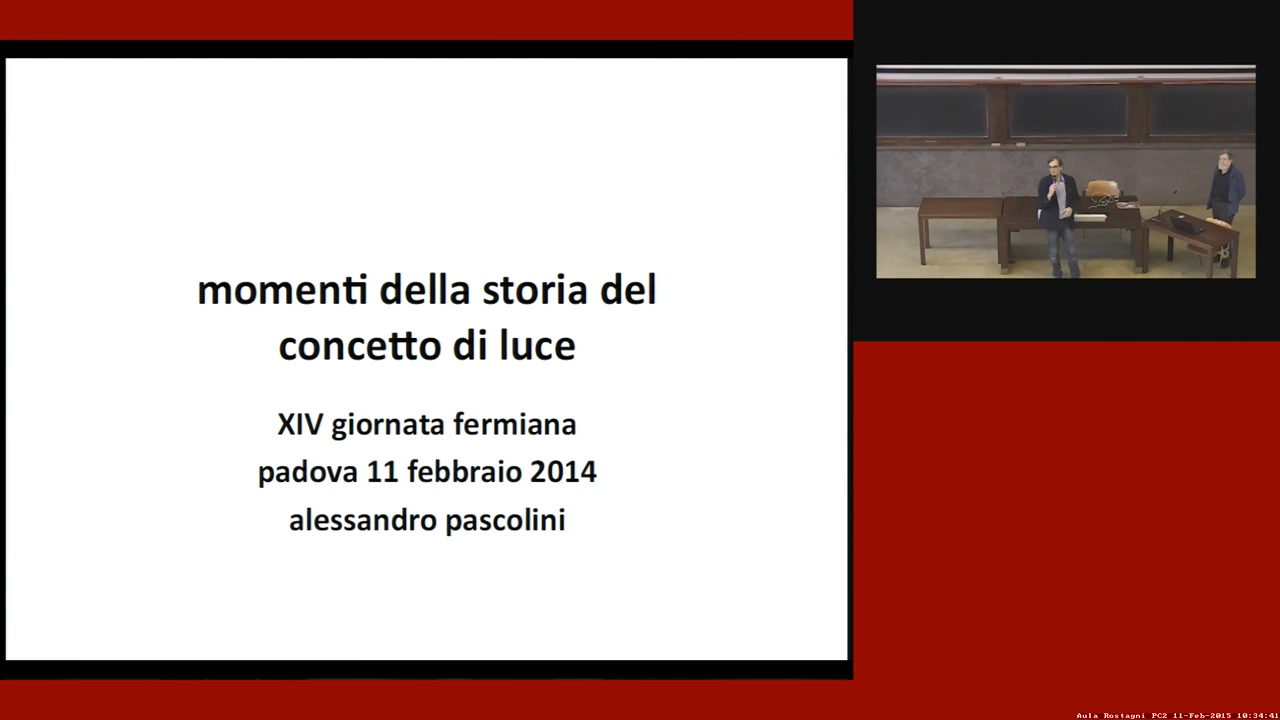 momenti della storia del
concetto di luce
XIV giornata fermiana
padova 11 febbraio 2014
alessandro pascolini
Aula Rostagni PC2 11-Feb-2015 10:34:41